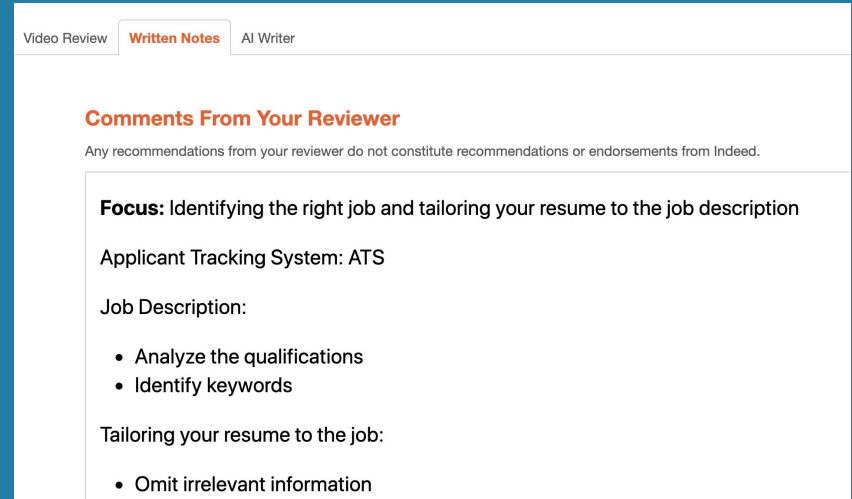 Video Review
Written Notes
AI Writer
Comments From Your Reviewer
Any recommendations from your reviewer do not constitute recommendations or endorsements from Indeed.
Focus: Identifying the right job and tailoring your resume to the job description
Applicant Tracking System: ATS
Job Description:
• Analyze the qualifications
• Identify keywords
Tailoring your resume to the job:
• Omit irrelevant information